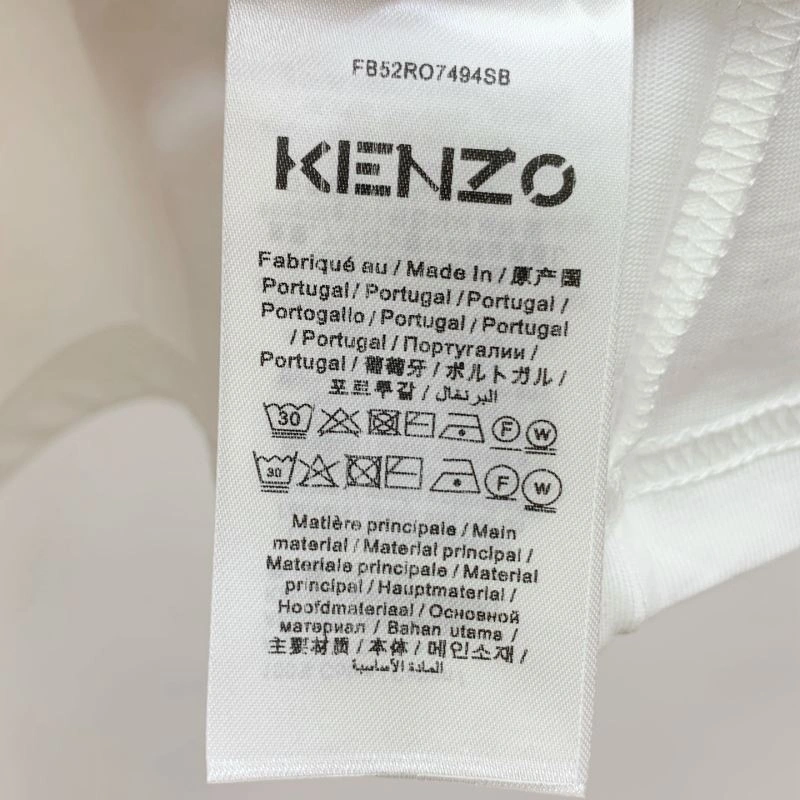 FB52RO7494SB
KENZO
Fabriqué au / Made In / 原产国
Portugal / Portugal / Portugal /
Portogallo / Portugal / Portugal
/ Portugal / Португалии /
Portugal / 葡萄牙 / ポルトガル /
포르투갈 / البرتغال /
30 F W
30 F W
Matière principale / Main
material / Material principal /
Materiale principale / Material
principal / Hauptmaterial /
Hoofdmateriaal / Основной
материал / Bahan utama /
主要材质 / 本体 / 메인소재 /
المادة الأساسية